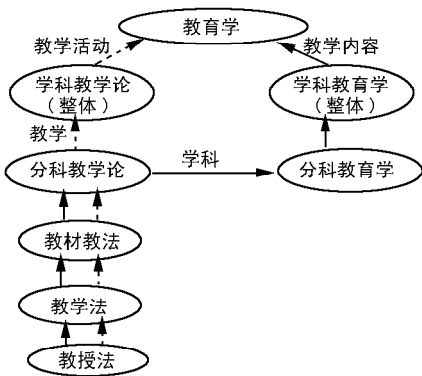 教育学
教学活动
教学内容
学科教学论
（整体）
学科教育学
（整体）
教学
学科
分科教学论
分科教育学
教材教法
教学法
教授法